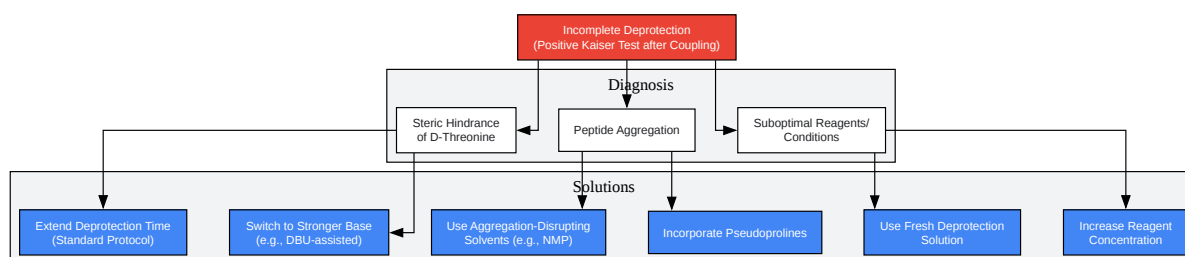 Incomplete Deprotection
(Positive Kaiser Test after Coupling)
Diagnosis
Steric Hindrance
of D-Threonine
Peptide Aggregation
Suboptimal Reagents/
Conditions
Solutions
Extend Deprotection Time
(Standard Protocol)
Switch to Stronger Base
(e.g., DBU-assisted)
Use Aggregation-Disrupting
Solvents (e.g., NMP)
Incorporate Pseudoprolines
Use Fresh Deprotection
Solution
Increase Reagent
Concentration